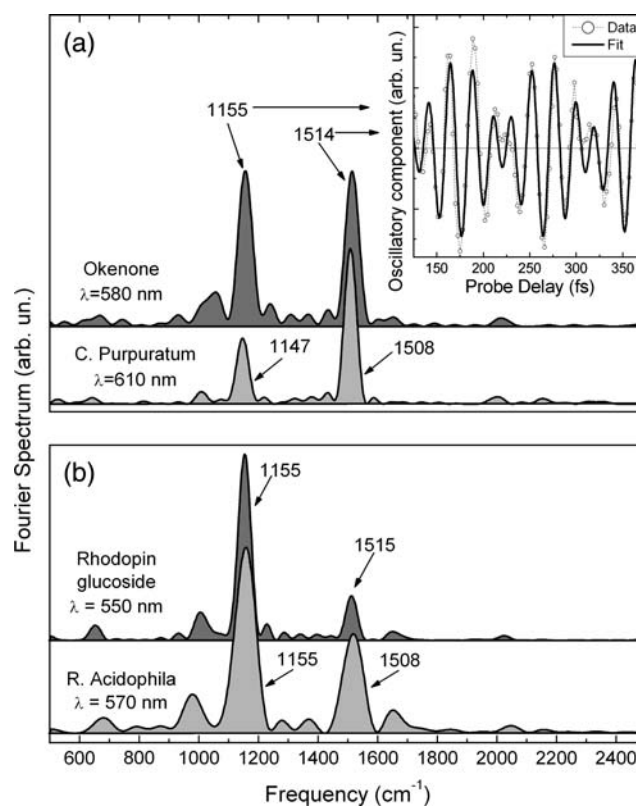 (a)
Data
Fit
Oscillatory component (arb. un.)
150 200 250 300 350
Probe Delay (fs)
1155
1514
Okenone
λ=580 nm
C. Purpuratum
λ=610 nm
1147
1508
Fourier Spectrum (arb. un.)
(b)
1155
1515
Rhodopin
glucoside
λ = 550 nm
1155
1508
R. Acidophila
λ = 570 nm
600 800 1000 1200 1400 1600 1800 2000 2200 2400
Frequency (cm⁻¹)